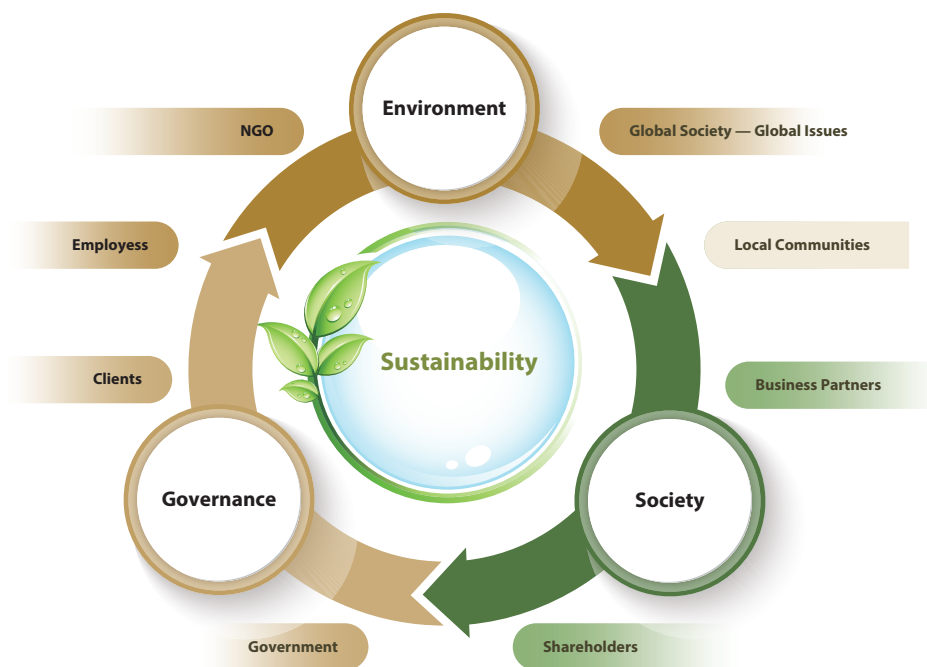 Environment
NGO
Global Society — Global Issues
Employess
Local Communities
Sustainability
Clients
Business Partners
Governance
Society
Government
Shareholders